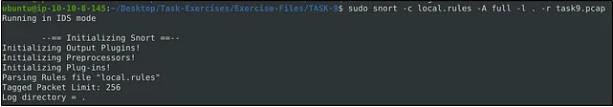 ubuntu@ip-10-10-8-145:~/Desktop/Task-Exercises/Exercise-Files/TASK-9$ sudo snort -c local.rules -A full -l . -r task9.pcap
Running in IDS mode
--== Initializing Snort ==--
Initializing Output Plugins!
Initializing Preprocessors!
Initializing Plug-ins!
Parsing Rules file "local.rules"
Tagged Packet Limit: 256
Log directory = .